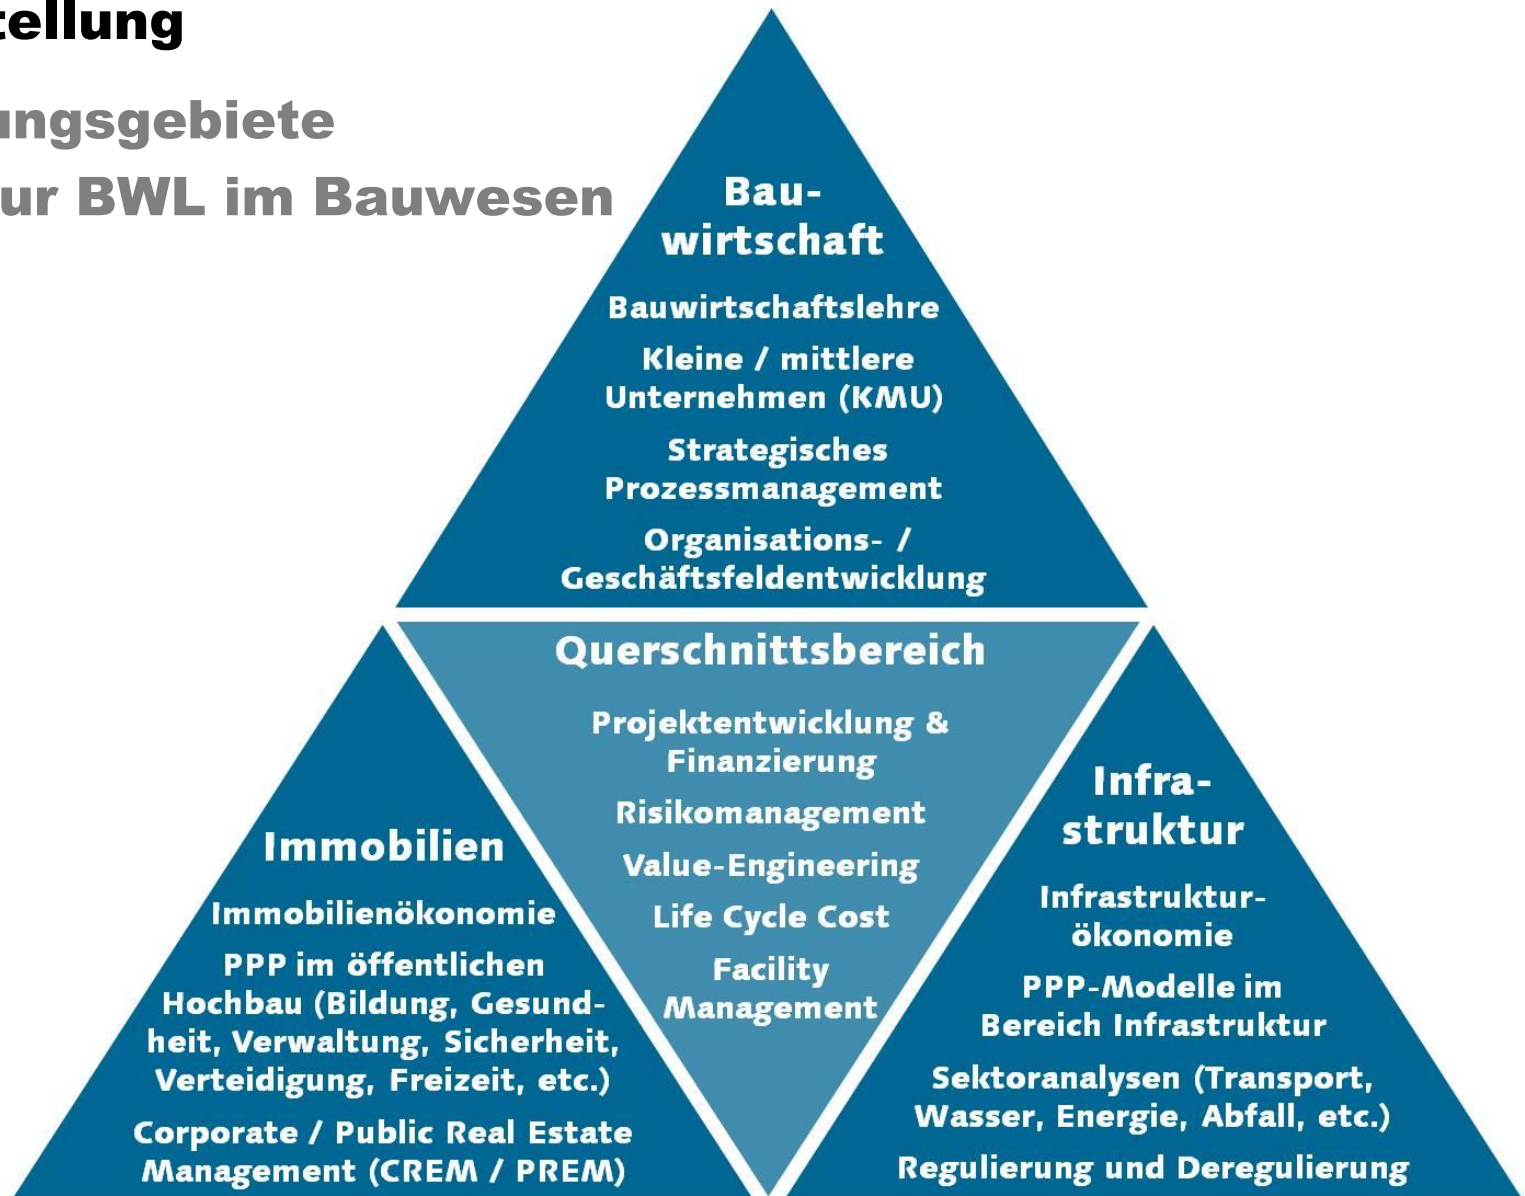 tellung
ungsgebiete
ur BWL im Bauwesen
Bau-
wirtschaft
Bauwirtschaftslehre
Kleine / mittlere
Unternehmen (KMU)
Strategisches
Prozessmanagement
Organisations- /
Geschäftsfeldentwicklung
Querschnittsbereich
Projektentwicklung &
Finanzierung
Risikomanagement
Value-Engineering
Life Cycle Cost
Facility
Management
Immobilien
Immobilienökonomie
PPP im öffentlichen
Hochbau (Bildung, Gesund-
heit, Verwaltung, Sicherheit,
Verteidigung, Freizeit, etc.)
Corporate / Public Real Estate
Management (CREM / PREM)
Infra-
struktur
Infrastruktur-
ökonomie
PPP-Modelle im
Bereich Infrastruktur
Sektoranalysen (Transport,
Wasser, Energie, Abfall, etc.)
Regulierung und Deregulierung